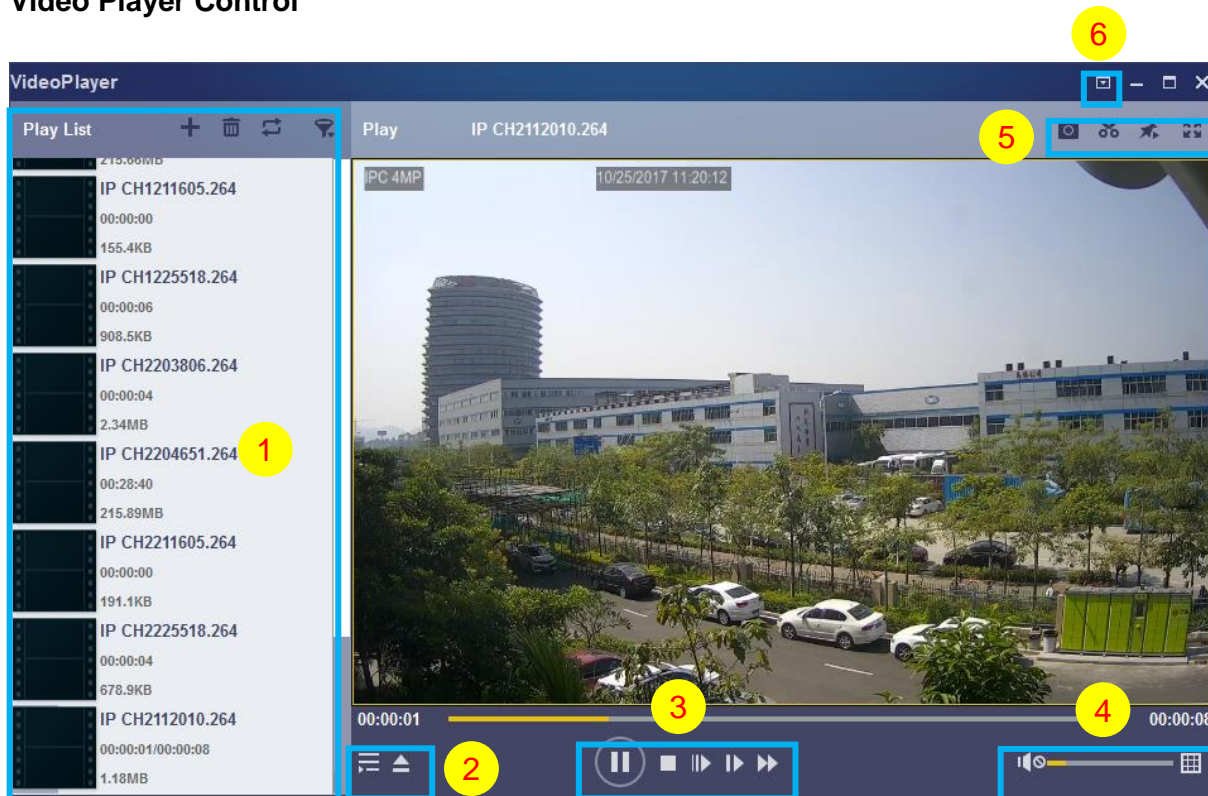 Video Player Control
6
VideoPlayer
Play List
Play IP CH2112010.264
5
215.66MB
IP CH1211605.264
00:00:00
155.4KB
IP CH1225518.264
00:00:06
908.5KB
IP CH2203806.264
00:00:04
2.34MB
IP CH2204651.264
00:28:40
215.89MB
1
IP CH2211605.264
00:00:00
191.1KB
IP CH2225518.264
00:00:04
678.9KB
IP CH2112010.264
00:00:01/00:00:08
1.18MB
IPC 4MP 10/25/2017 11:20:12
00:00:01
3
4
00:00:08
2